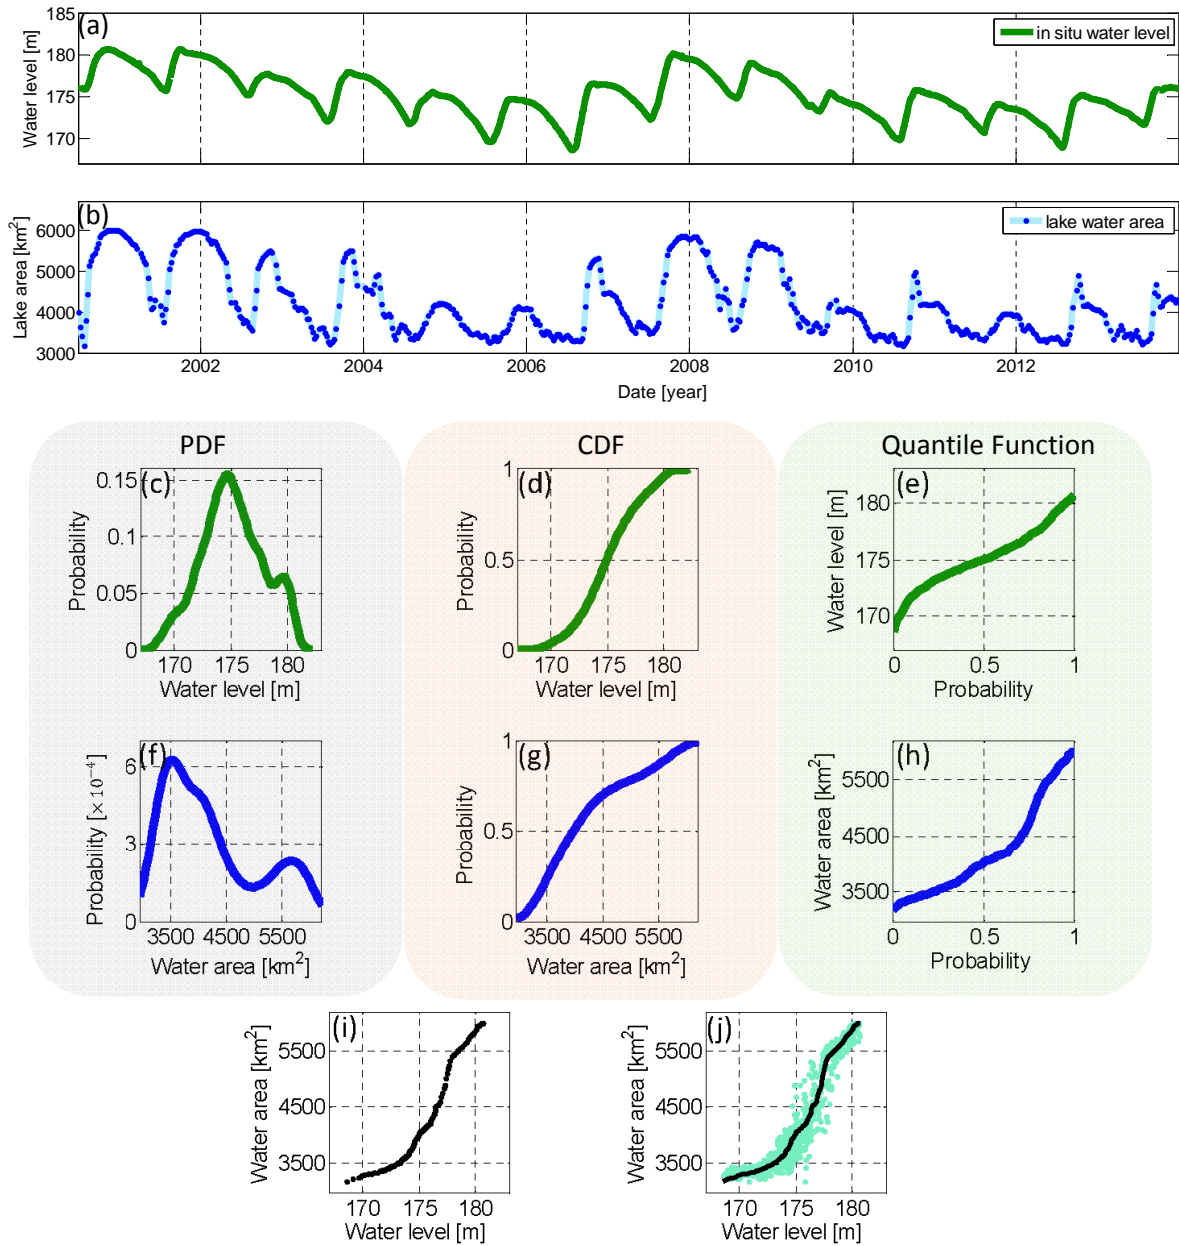 (a)
in situ water level
Water level [m]
185
180
175
170
(b)
lake water area
Lake area [km²]
6000
5000
4000
3000
2002
2004
2006
2008
2010
2012
Date [year]
PDF
CDF
Quantile Function
(c)
Probability
0.15
0.1
0.05
0
170
175
180
Water level [m]
(d)
Probability
1
0.5
0
170
175
180
Water level [m]
(e)
Water level [m]
180
175
170
0
0.5
1
Probability
(f)
Probability [× 10⁻⁴]
6
3
0
3500
4500
5500
Water area [km²]
(g)
Probability
1
0.5
0
3500
4500
5500
Water area [km²]
(h)
Water area [km²]
5500
4500
3500
0
0.5
1
Probability
(i)
Water area [km²]
5500
4500
3500
170
175
180
Water level [m]
(j)
Water area [km²]
5500
4500
3500
170
175
180
Water level [m]